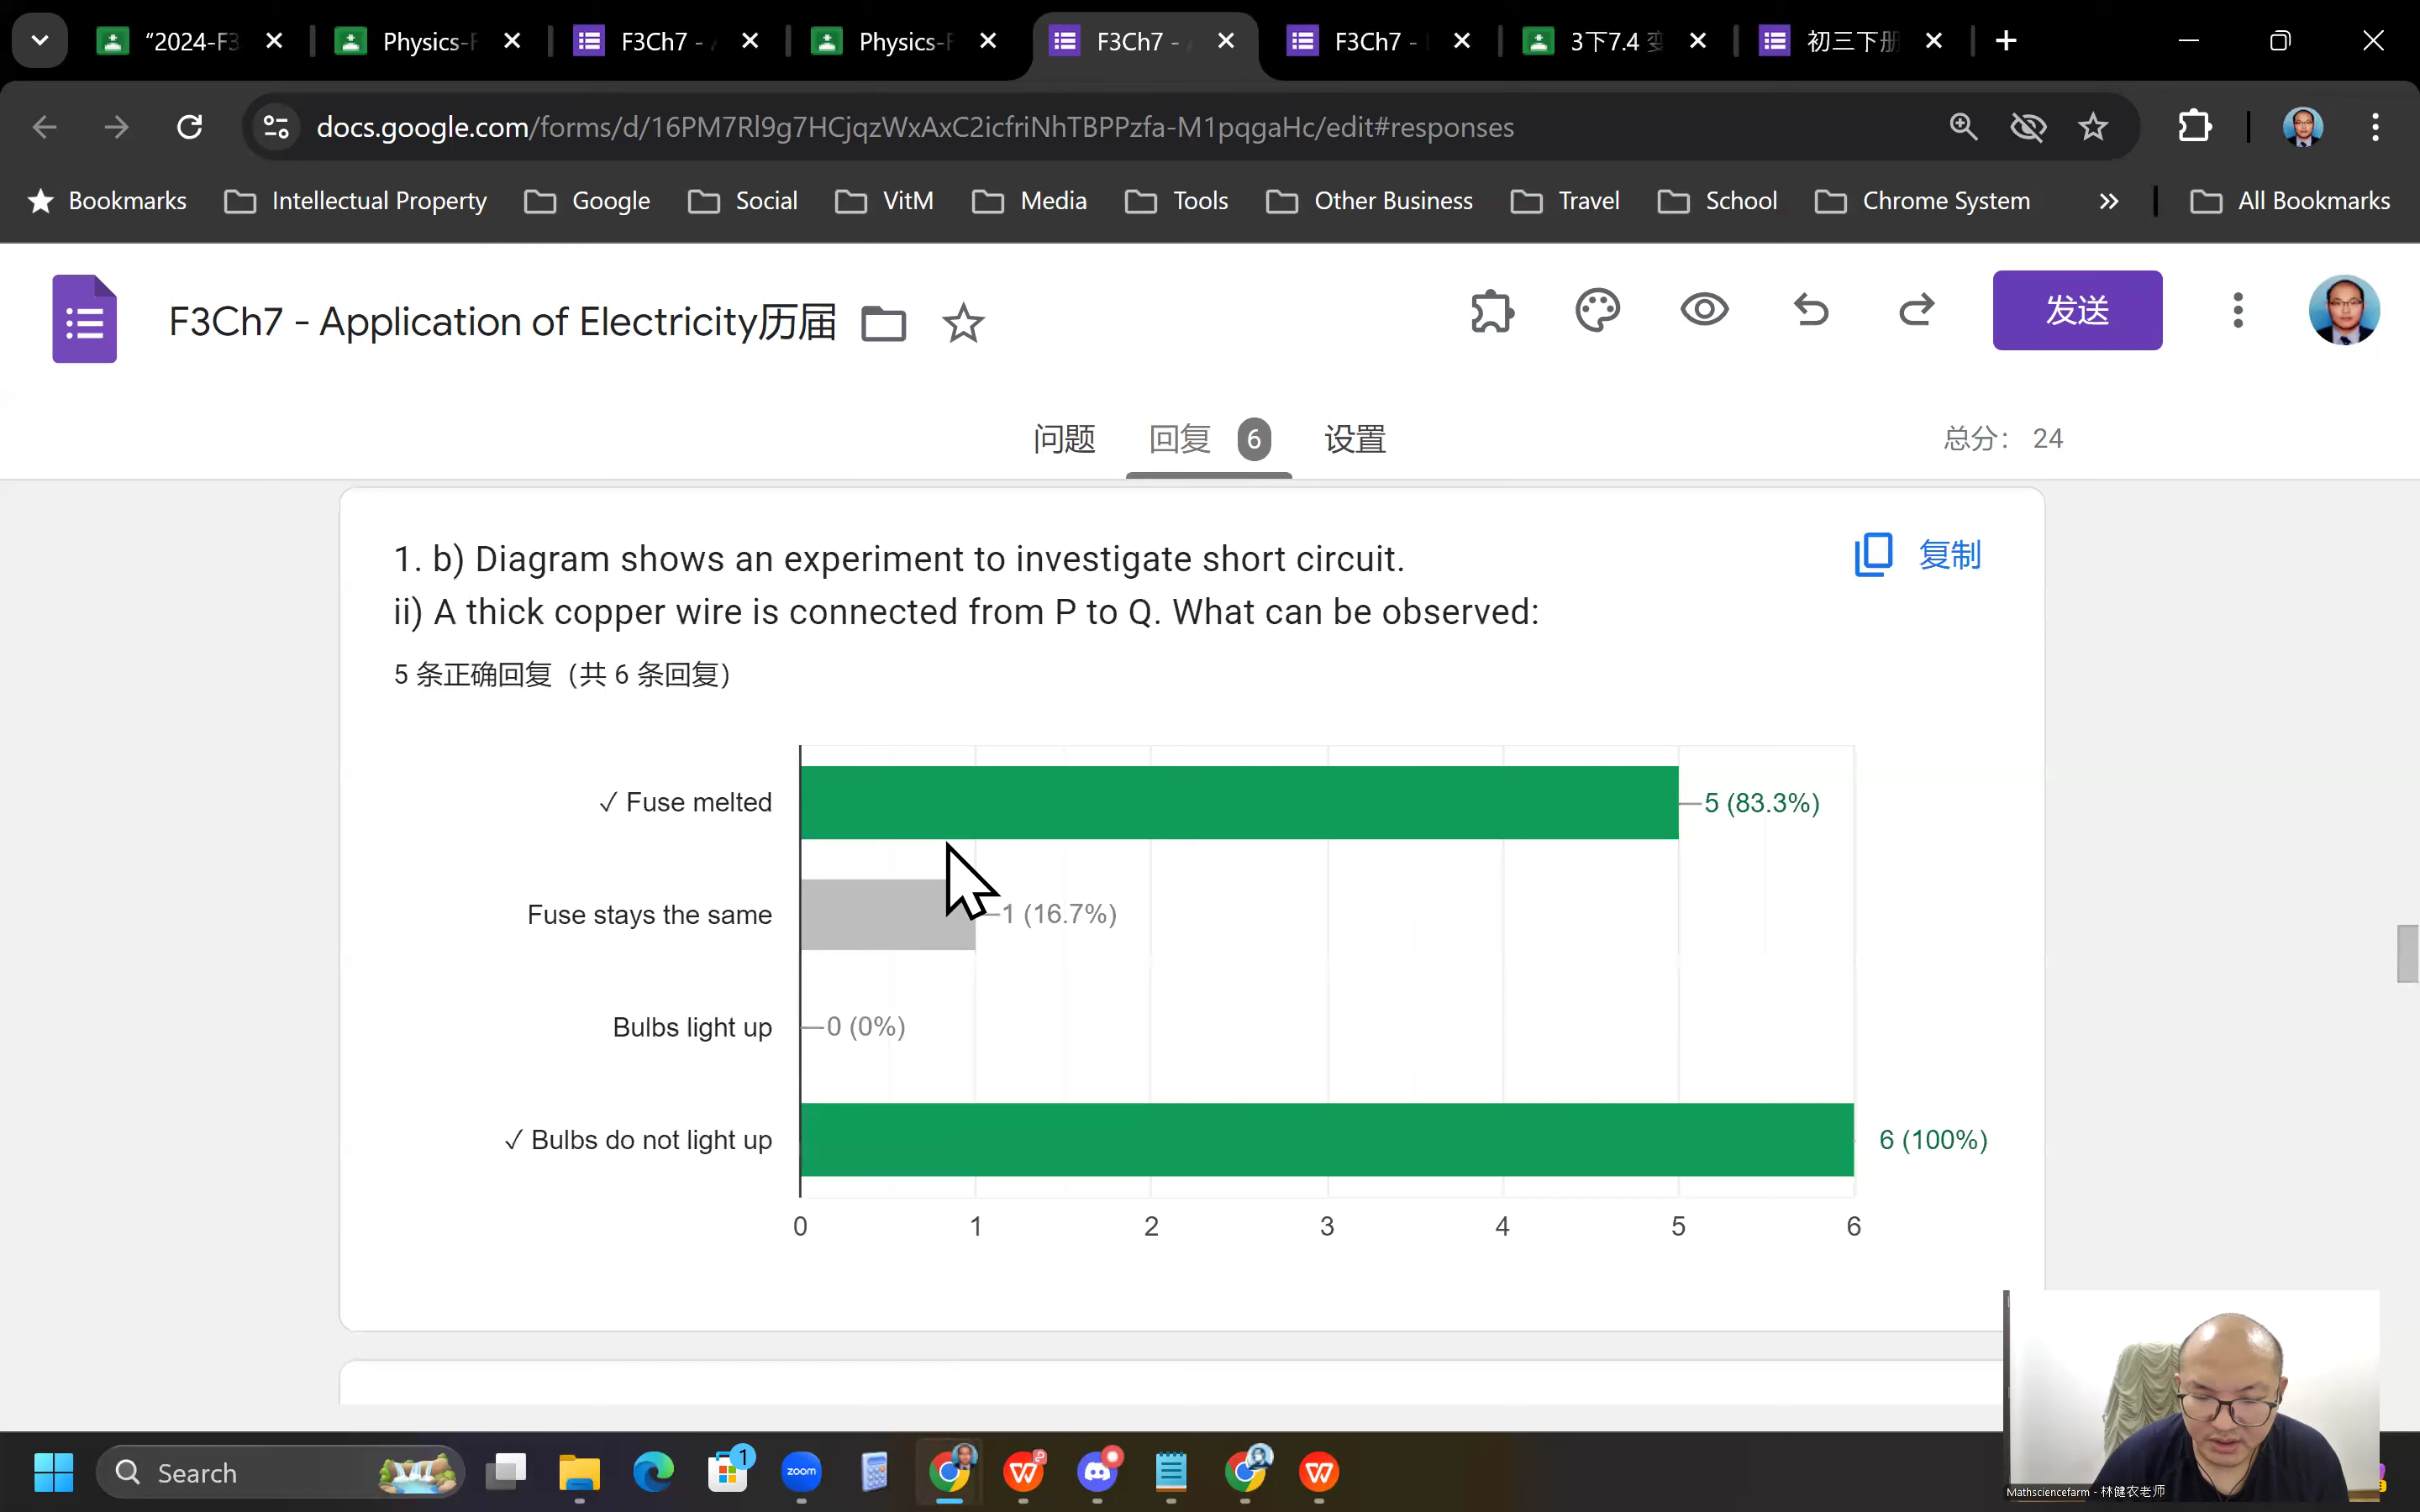 “2024-F3
Physics-F
F3Ch7 -
Physics-F
F3Ch7 -
F3Ch7 -
3下7.4 变
初三下册
docs.google.com/forms/d/16PM7Rl9g7HCjqzWxAxC2icfriNhTBPPzfa-M1pqgaHc/edit#responses
Bookmarks
Intellectual Property
Google
Social
VitM
Media
Tools
Other Business
Travel
School
Chrome System
All Bookmarks
F3Ch7 - Application of Electricity历届
发送
问题
回复 6
设置
总分： 24
1. b) Diagram shows an experiment to investigate short circuit.
ii) A thick copper wire is connected from P to Q. What can be observed:
复制
5 条正确回复（共 6 条回复）
✓ Fuse melted
5 (83.3%)
Fuse stays the same
1 (16.7%)
Bulbs light up
0 (0%)
✓ Bulbs do not light up
6 (100%)
0 1 2 3 4 5 6
Mathsciencefarm - 林健农老师
Search
1
zoom